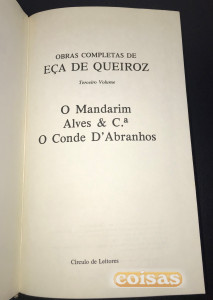 OBRAS COMPLETAS DE
EÇA DE QUEIROZ
Terceiro Volume
O Mandarim
Alves & C.ª
O Conde D'Abranhos
Círculo de Leitores
coisas